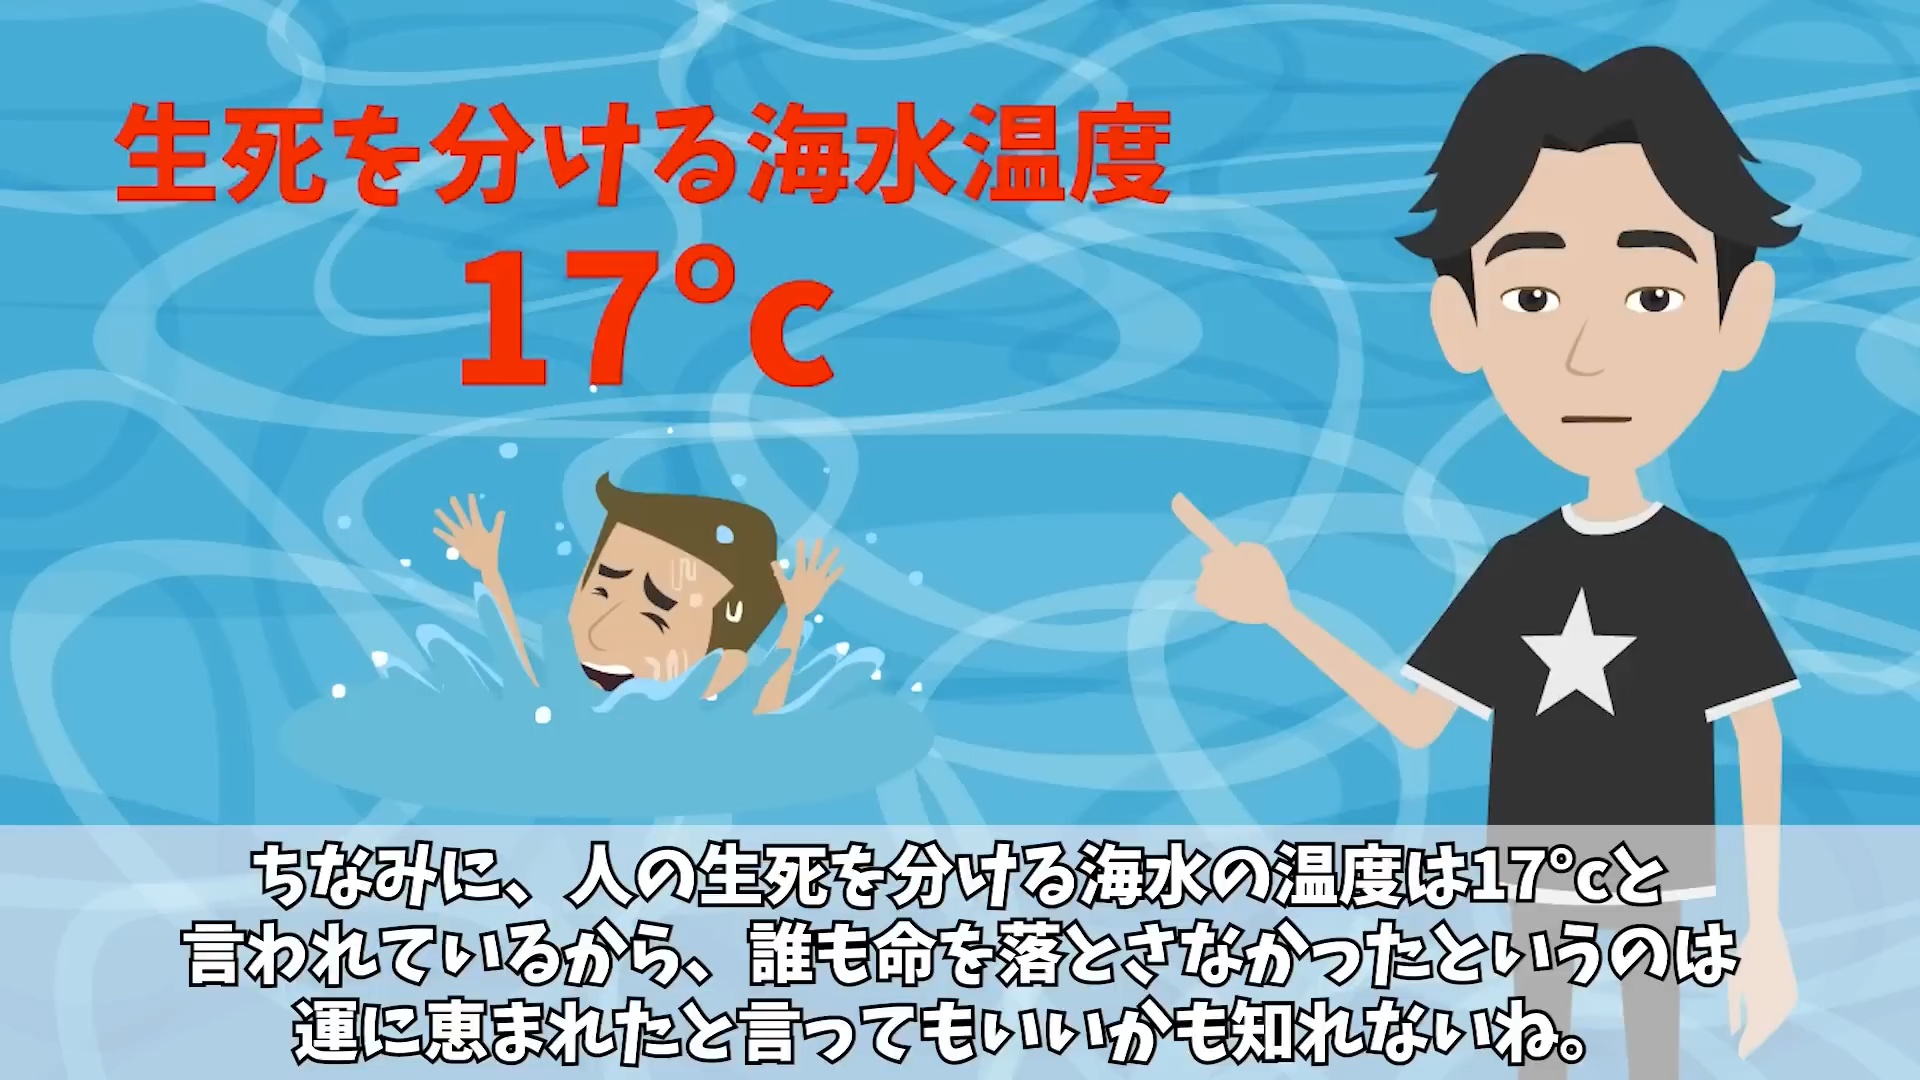 生死を分ける海水温度
17°c
ちなみに、人の生死を分ける海水の温度は17°cと
言われているから、誰も命を落とさなかったというのは
運に恵まれたと言ってもいいかも知れないね。